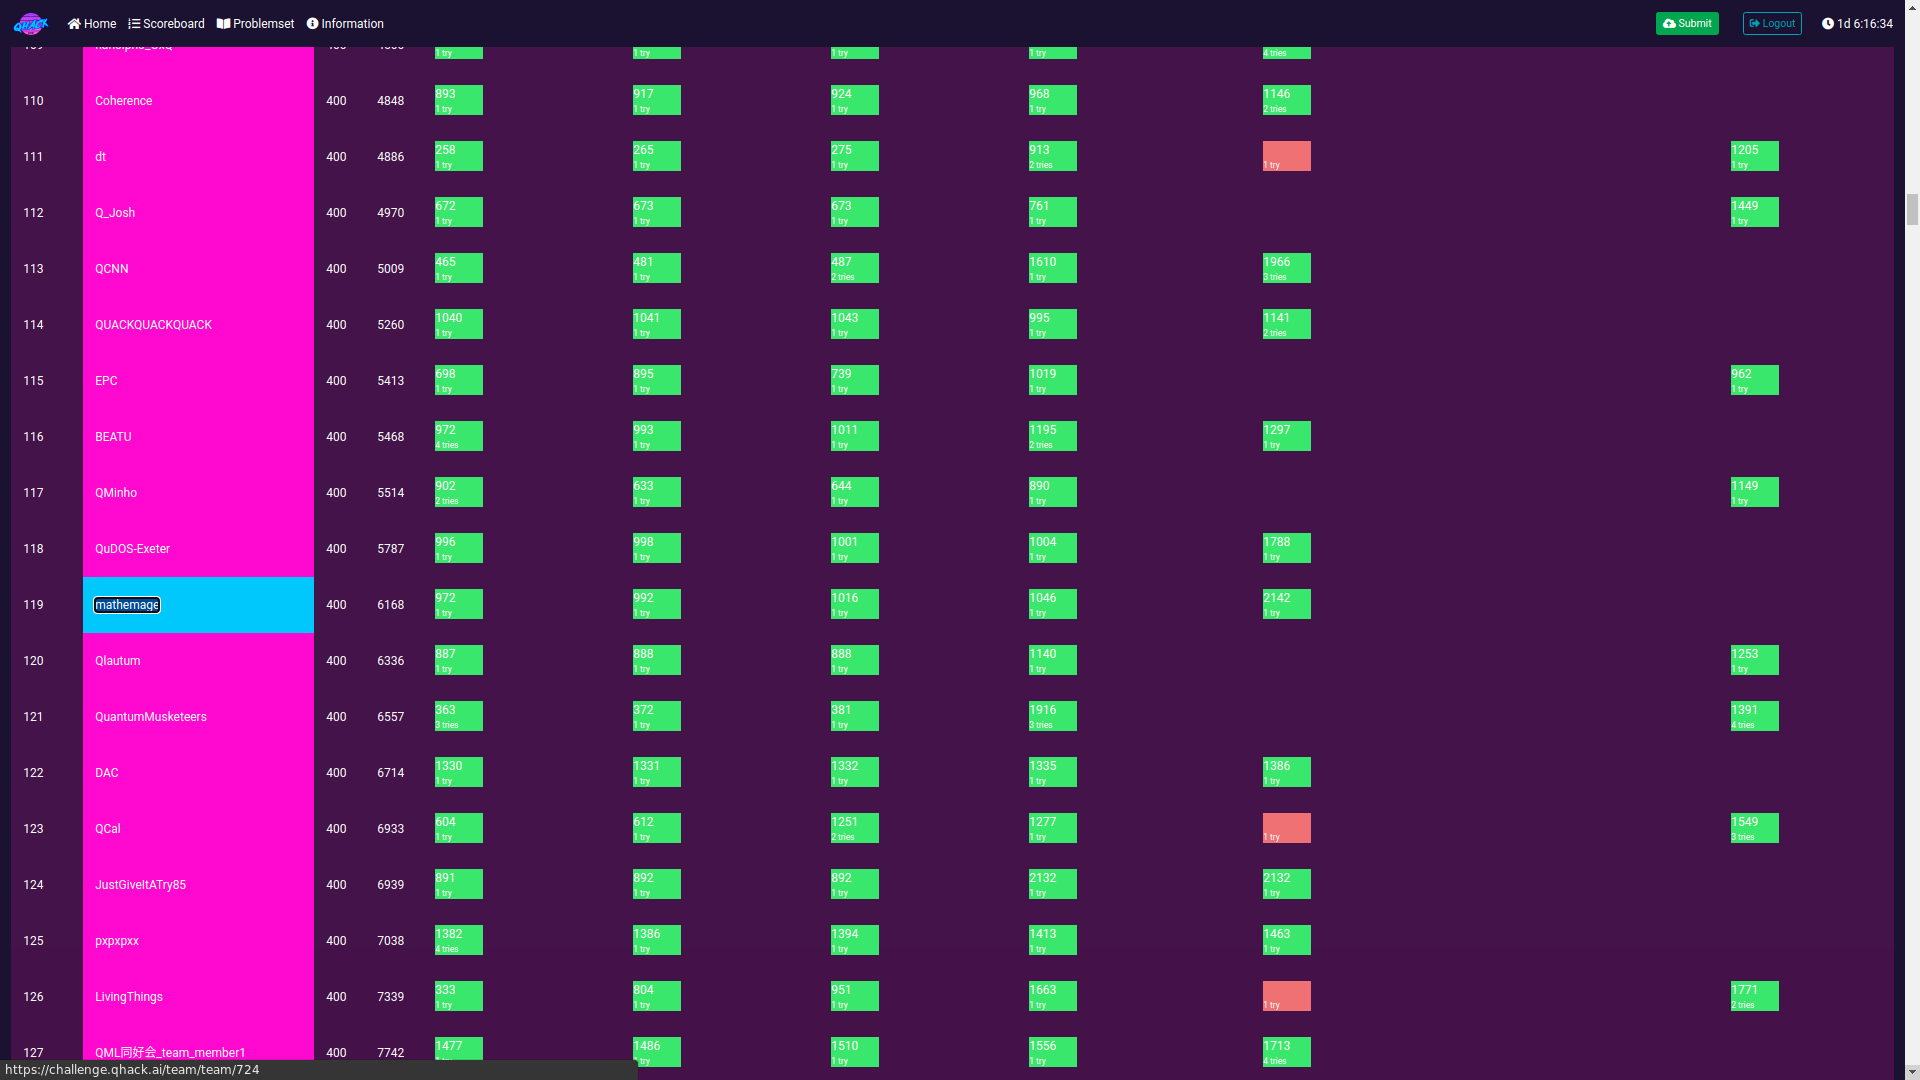 QHACK Home Scoreboard Problemset Information Submit Logout 1d 6:16:34
1 try 1 try 1 try 1 try 4 tries
110 Coherence 400 4848 893 917 924 968 1146
1 try 1 try 1 try 1 try 2 tries
111 dt 400 4886 258 265 275 913 1205
1 try 1 try 1 try 2 tries 1 try 1 try
112 Q_Josh 400 4970 672 673 673 761 1449
1 try 1 try 1 try 1 try 1 try
113 QCNN 400 5009 465 481 487 1610 1966
1 try 1 try 2 tries 1 try 3 tries
114 QUACKQUACKQUACK 400 5260 1040 1041 1043 995 1141
1 try 1 try 1 try 1 try 2 tries
115 EPC 400 5413 698 895 739 1019 962
1 try 1 try 1 try 1 try 1 try
116 BEATU 400 5468 972 993 1011 1195 1297
4 tries 1 try 1 try 2 tries 1 try
117 QMinho 400 5514 902 633 644 890 1149
2 tries 1 try 1 try 1 try 1 try
118 QuDOS-Exeter 400 5787 996 998 1001 1004 1788
1 try 1 try 1 try 1 try 1 try
119 mathemage 400 6168 972 992 1016 1046 2142
1 try 1 try 1 try 1 try 1 try
120 Qlautum 400 6336 887 888 888 1140 1253
1 try 1 try 1 try 1 try 1 try
121 QuantumMusketeers 400 6557 363 372 381 1916 1391
3 tries 1 try 1 try 3 tries 4 tries
122 DAC 400 6714 1330 1331 1332 1335 1386
1 try 1 try 1 try 1 try 1 try
123 QCal 400 6933 604 612 1251 1277 1549
1 try 1 try 2 tries 1 try 1 try 3 tries
124 JustGiveItATry85 400 6939 891 892 892 2132 2132
1 try 1 try 1 try 1 try 1 try
125 pxpxpxx 400 7038 1382 1386 1394 1413 1463
4 tries 1 try 1 try 1 try 1 try
126 LivingThings 400 7339 333 804 951 1663 1771
1 try 1 try 1 try 1 try 1 try 2 tries
127 QML同好会_team_member1 400 7742 1477 1486 1510 1556 1713
try 1 try 1 try 4 tries
https://challenge.qhack.ai/team/team/724